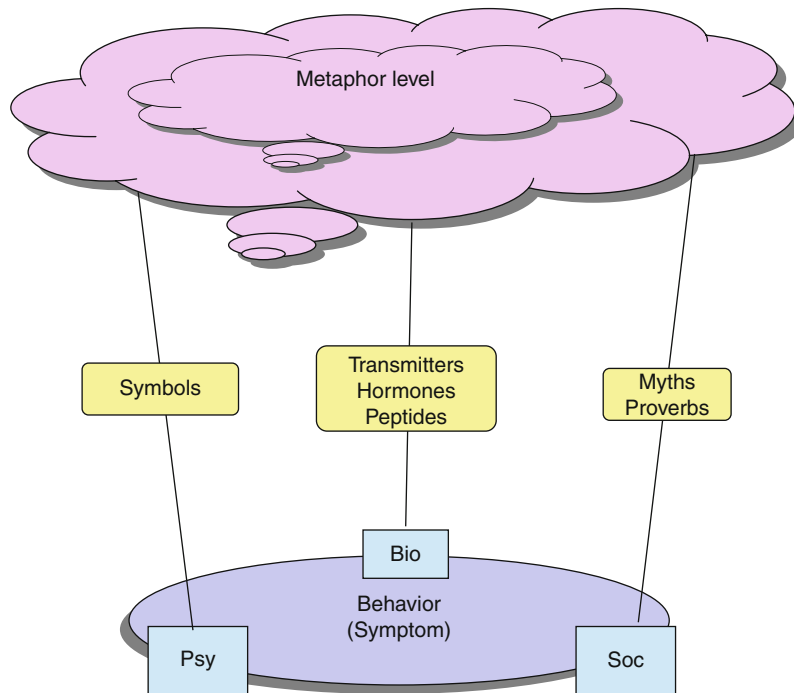 Metaphor level
Symbols
Transmitters
Hormones
Peptides
Myths
Proverbs
Bio
Behavior
(Symptom)
Psy
Soc